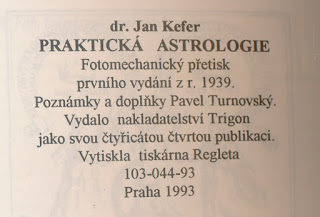 dr. Jan Kefer
PRAKTICKÁ ASTROLOGIE
Fotomechanický přetisk
prvního vydání z r. 1939.
Poznámky a doplňky Pavel Turnovský.
Vydalo nakladatelství Trigon
jako svou čtyřicátou čtvrtou publikaci.
Vytiskla tiskárna Regleta
103-044-93
Praha 1993